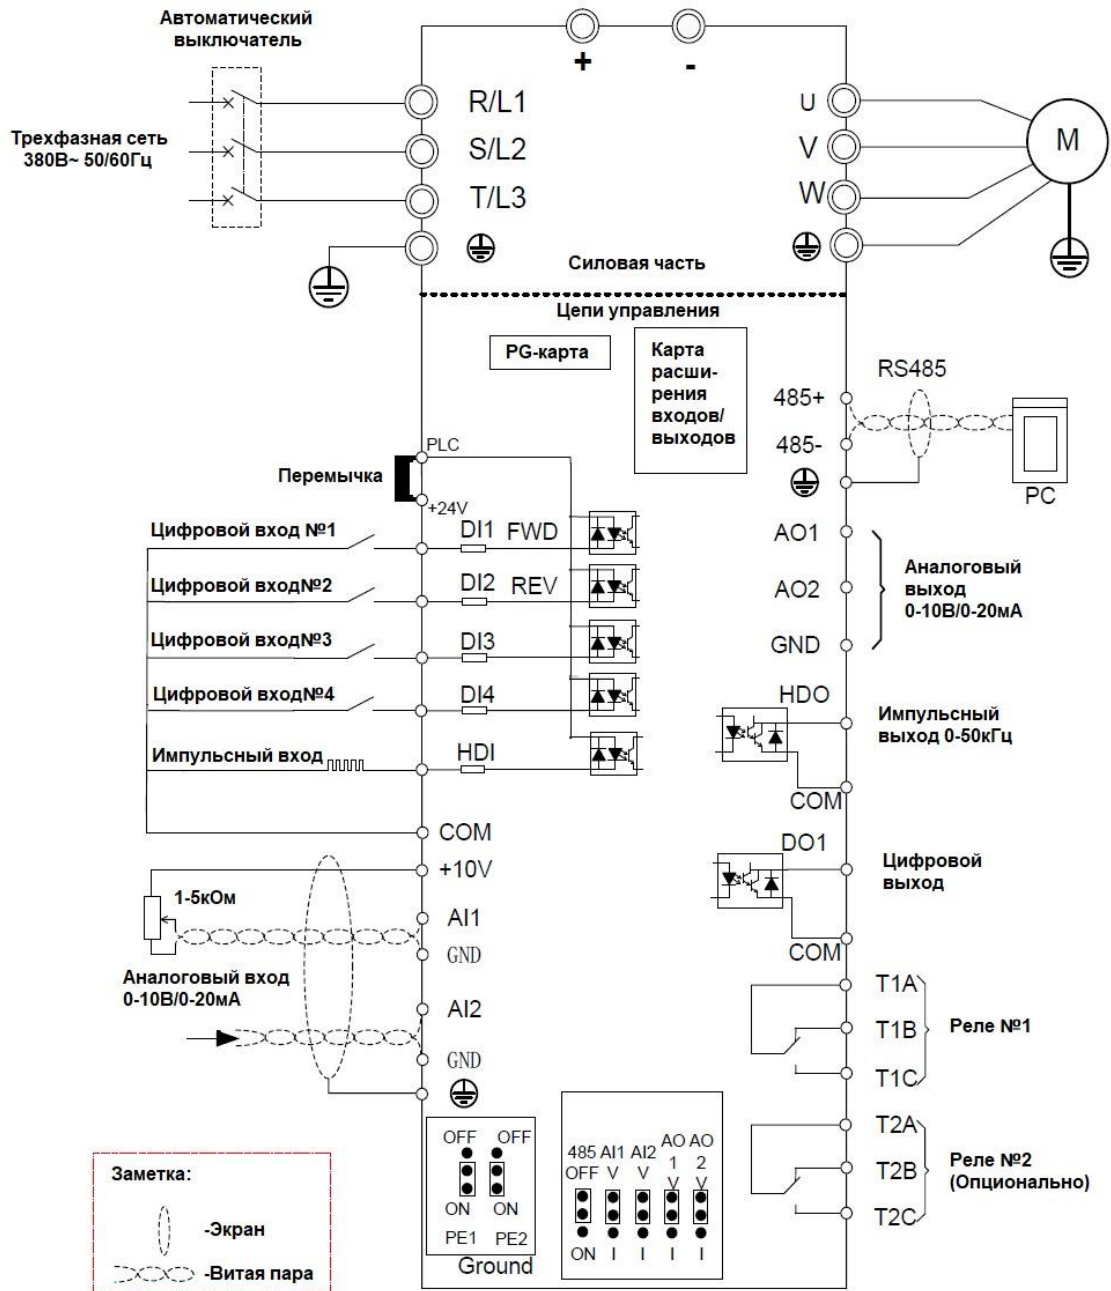 Автоматический
выключатель
+
-
R/L1
U
Трехфазная сеть
380В~ 50/60Гц
S/L2
V
M
T/L3
W
Силовая часть
Цепи управления
PG-карта
Карта
расши-
рения
входов/
выходов
RS485
485+
485-
PC
PLC
Перемычка
+24V
Цифровой вход №1
DI1 FWD
Цифровой вход№2
DI2 REV
Цифровой вход№3
DI3
Цифровой вход№4
DI4
Импульсный вход
HDI
COM
AO1
AO2
GND
Аналоговый
выход
0-10В/0-20мА
HDO
Импульсный
выход 0-50кГц
COM
DO1
Цифровой
выход
COM
+10V
1-5кОм
AI1
GND
Аналоговый вход
0-10В/0-20мА
AI2
GND
T1A
T1B
Реле №1
T1C
T2A
T2B
Реле №2
(Опционально)
T2C
OFF OFF
ON ON
PE1 PE2
Ground
485 AI1 AI2 AO AO
OFF V V 1 2
V V
ON I I I I
Заметка:
-Экран
-Витая пара